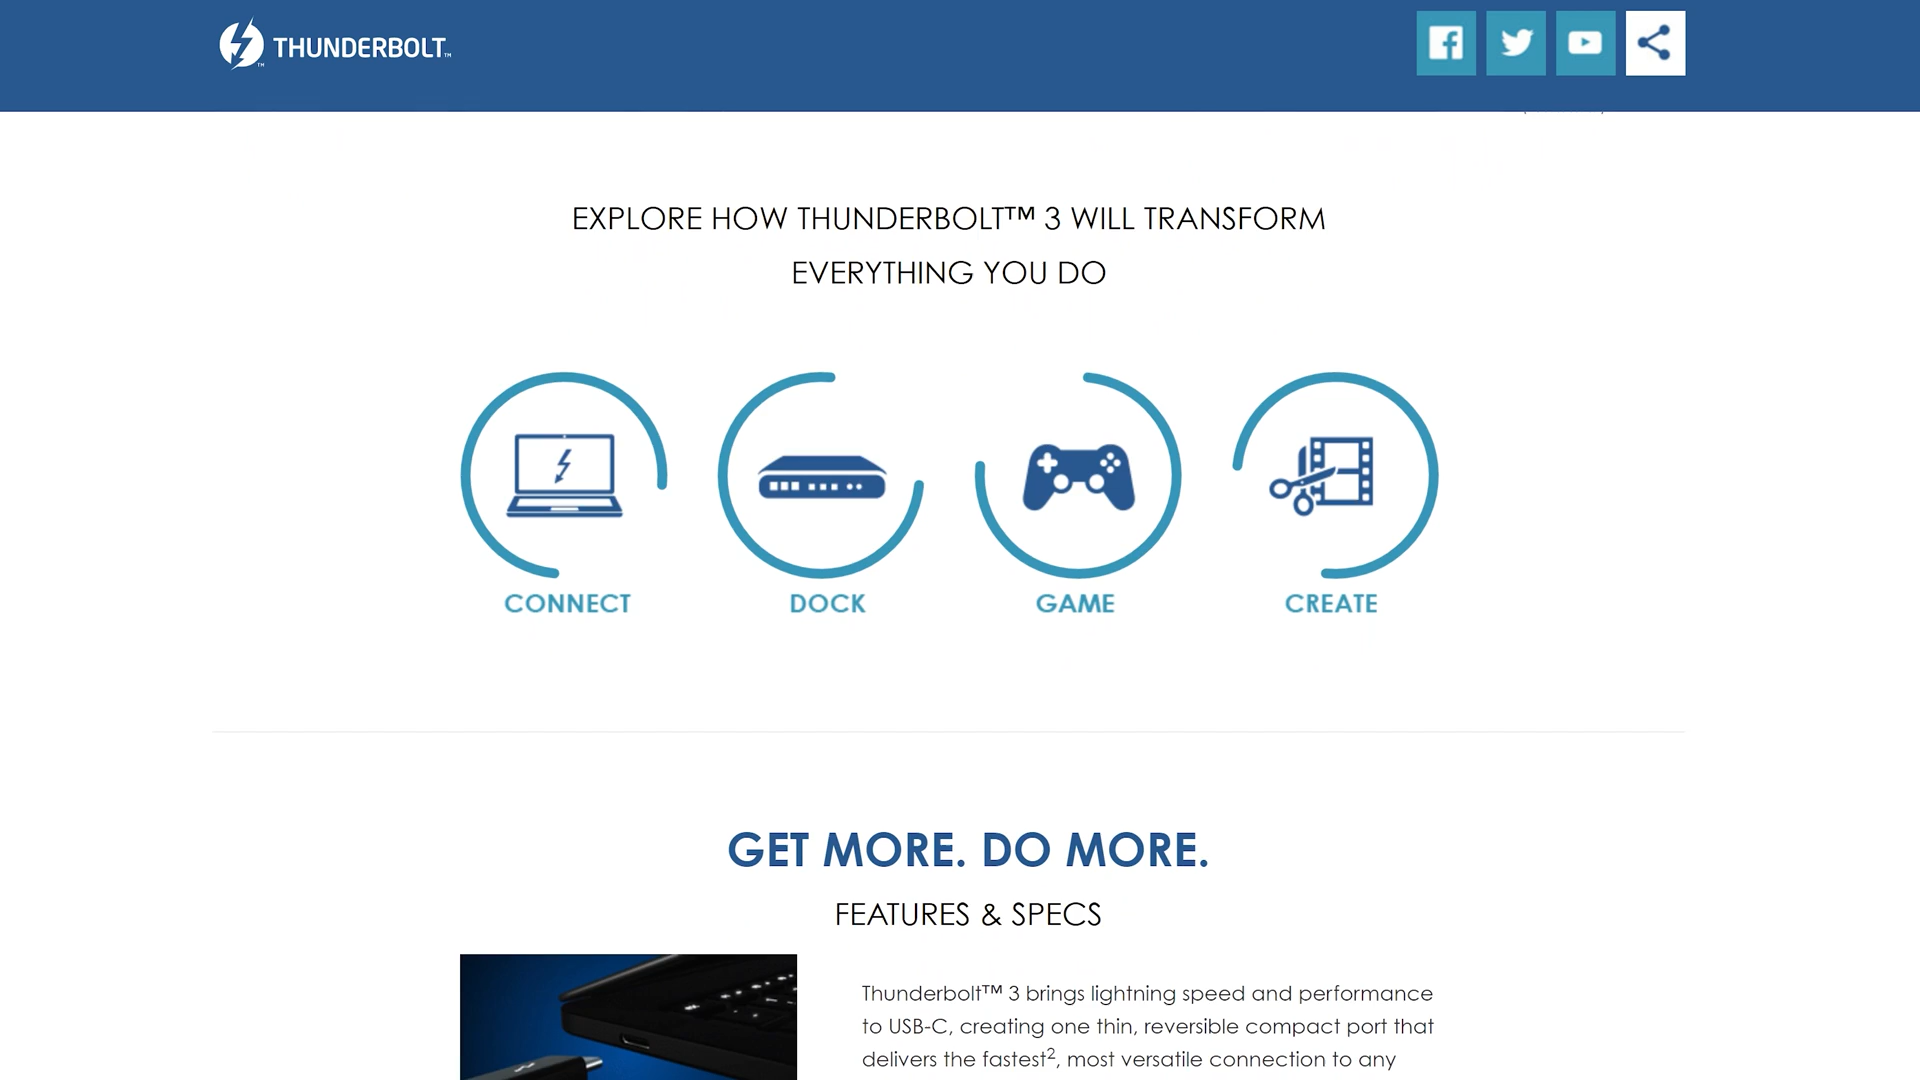 THUNDERBOLT™
EXPLORE HOW THUNDERBOLT™ 3 WILL TRANSFORM
EVERYTHING YOU DO
CONNECT
DOCK
GAME
CREATE
GET MORE. DO MORE.
FEATURES & SPECS
Thunderbolt™ 3 brings lightning speed and performance
to USB-C, creating one thin, reversible compact port that
delivers the fastest², most versatile connection to any